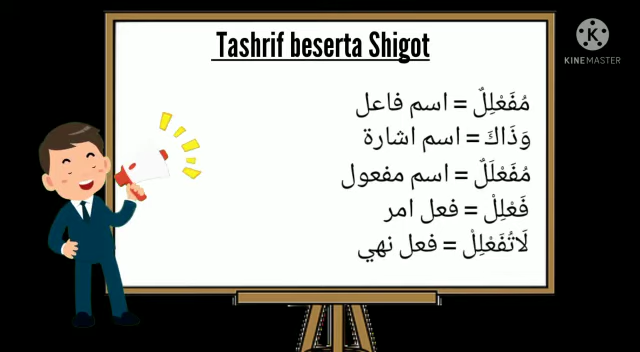 Tashrif beserta Shigot
K
KINEMASTER
مُفَعْلِلٌ = اسم فاعل
وَذَاكَ = اسم اشارة
مُفَعْلَلٌ = اسم مفعول
فَعْلِلْ = فعل امر
لَاتُفَعْلِلْ = فعل نهي